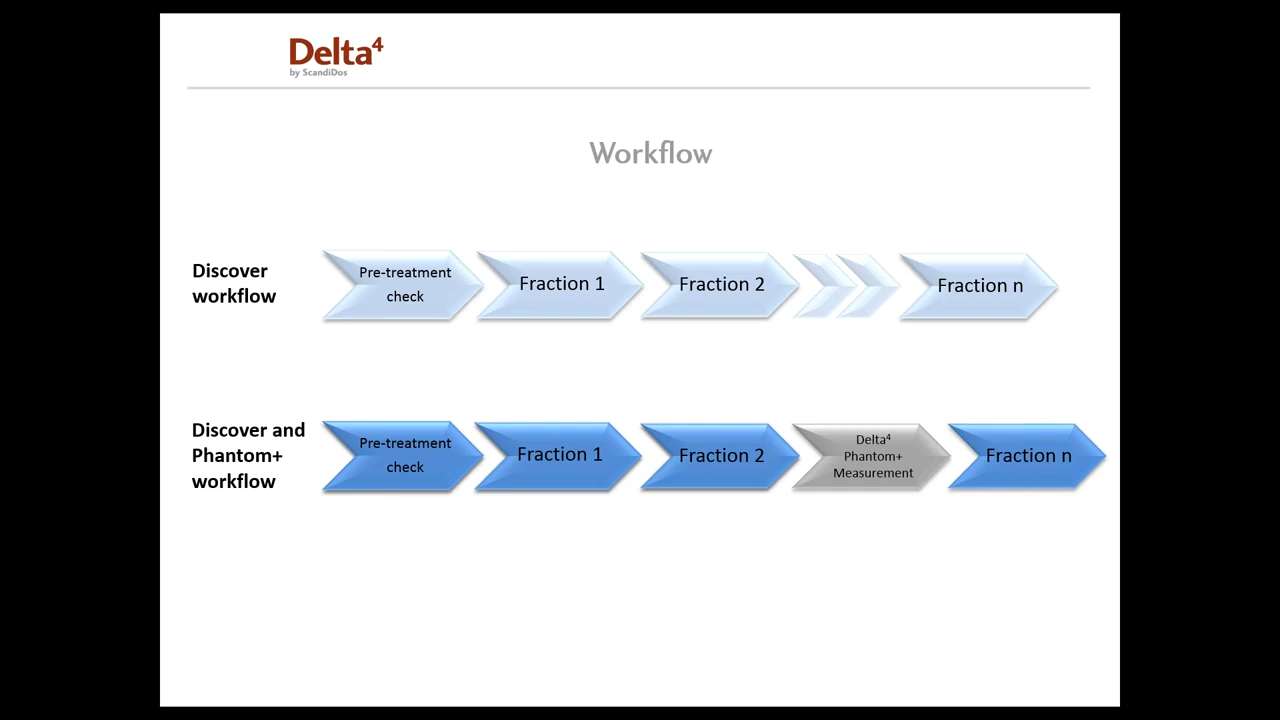 Delta⁴
by ScandiDos
Workflow
Discover
workflow
Pre-treatment
check
Fraction 1
Fraction 2
Fraction n
Discover and
Phantom+
workflow
Pre-treatment
check
Fraction 1
Fraction 2
Delta⁴
Phantom+
Measurement
Fraction n